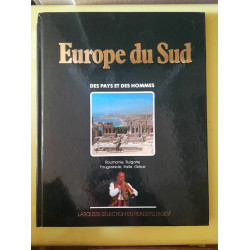 Europe du Sud
DES PAYS ET DES HOMMES
Roumanie, Bulgarie,
Yougoslavie, Italie, Grèce
LAROUSSE-SÉLECTION DU READER'S DIGEST